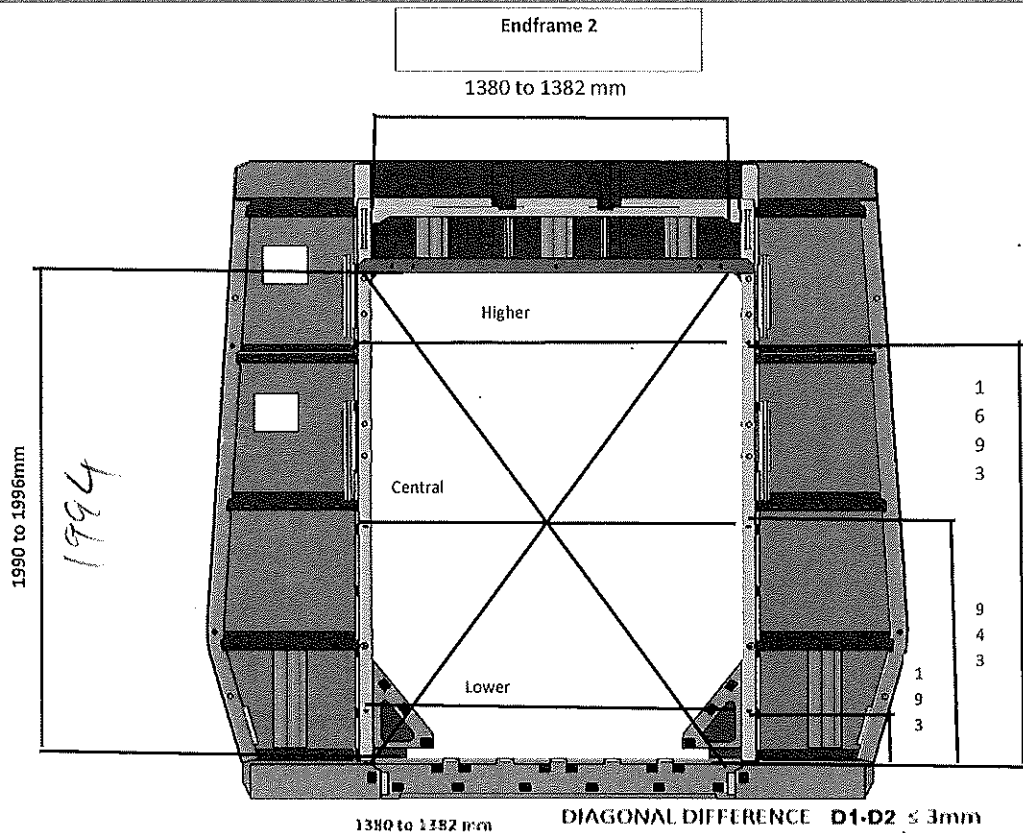 Endframe 2
1380 to 1382 mm
Higher
1
6
9
3
Central
1990 to 1996mm
1994
9
4
3
Lower
1
9
3
1380 to 1382 mm
DIAGONAL DIFFERENCE D1-D2 ≤ 3mm